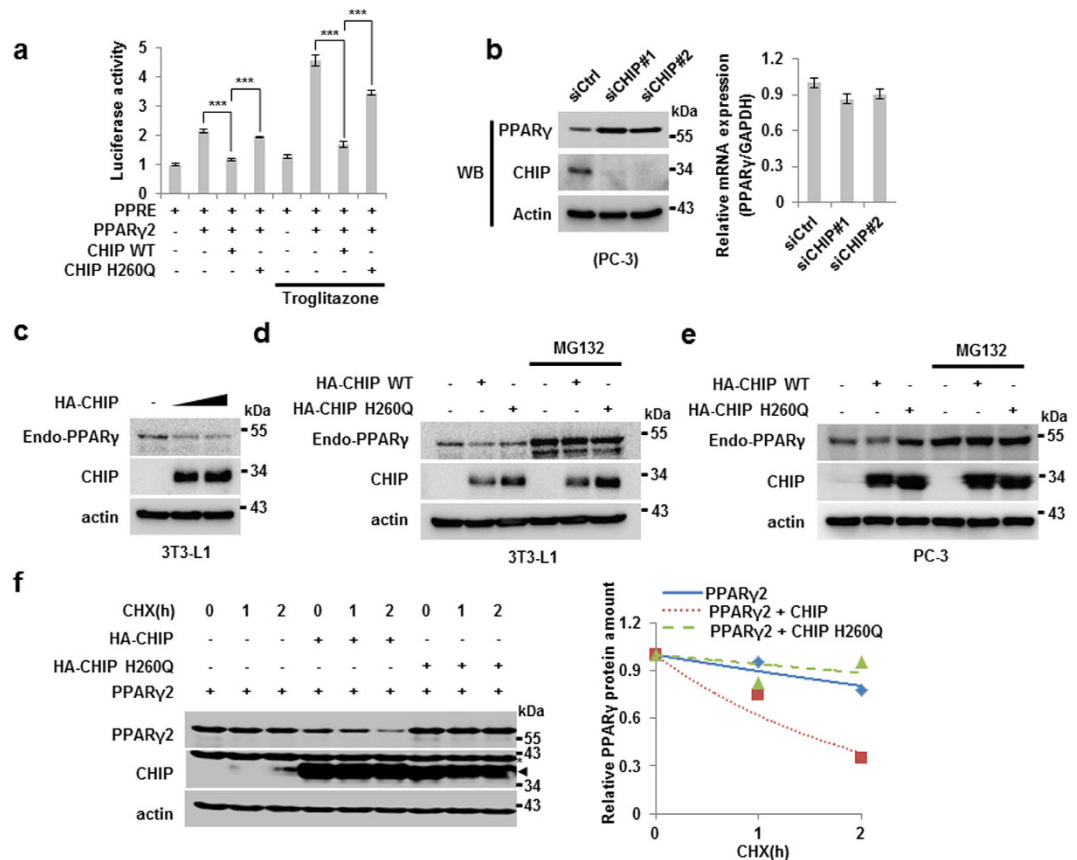 a
Luciferase activity
5
4
3
2
1
0
***
***
***
***
PPRE + + + + + + + +
PPARγ2 - + + + - + + +
CHIP WT - - + - - - + -
CHIP H260Q - - - + - - - +
Troglitazone
b
siCtrl
siCHIP#1
siCHIP#2
kDa
WB
PPARγ
55
CHIP
34
Actin
43
(PC-3)
Relative mRNA expression
(PPARγ/GAPDH)
1.2
0.9
0.6
0.3
0
siCtrl
siCHIP#1
siCHIP#2
c
HA-CHIP -
kDa
Endo-PPARγ
55
CHIP
34
actin
43
3T3-L1
d
MG132
HA-CHIP WT - + - - + -
HA-CHIP H260Q - - + - - +
kDa
Endo-PPARγ
55
CHIP
34
actin
43
3T3-L1
e
MG132
HA-CHIP WT - + - - + -
HA-CHIP H260Q - - + - - +
kDa
Endo-PPARγ
55
CHIP
34
actin
43
PC-3
f
CHX(h) 0 1 2 0 1 2 0 1 2
HA-CHIP - - - + + + - - -
HA-CHIP H260Q - - - - - - + + +
PPARγ2 + + + + + + + + +
kDa
PPARγ2
55
43
*
CHIP
34
actin
43
PPARγ2
PPARγ2 + CHIP
PPARγ2 + CHIP H260Q
Relative PPARγ protein amount
1.2
0.9
0.6
0.3
0
0 1 2
CHX(h)